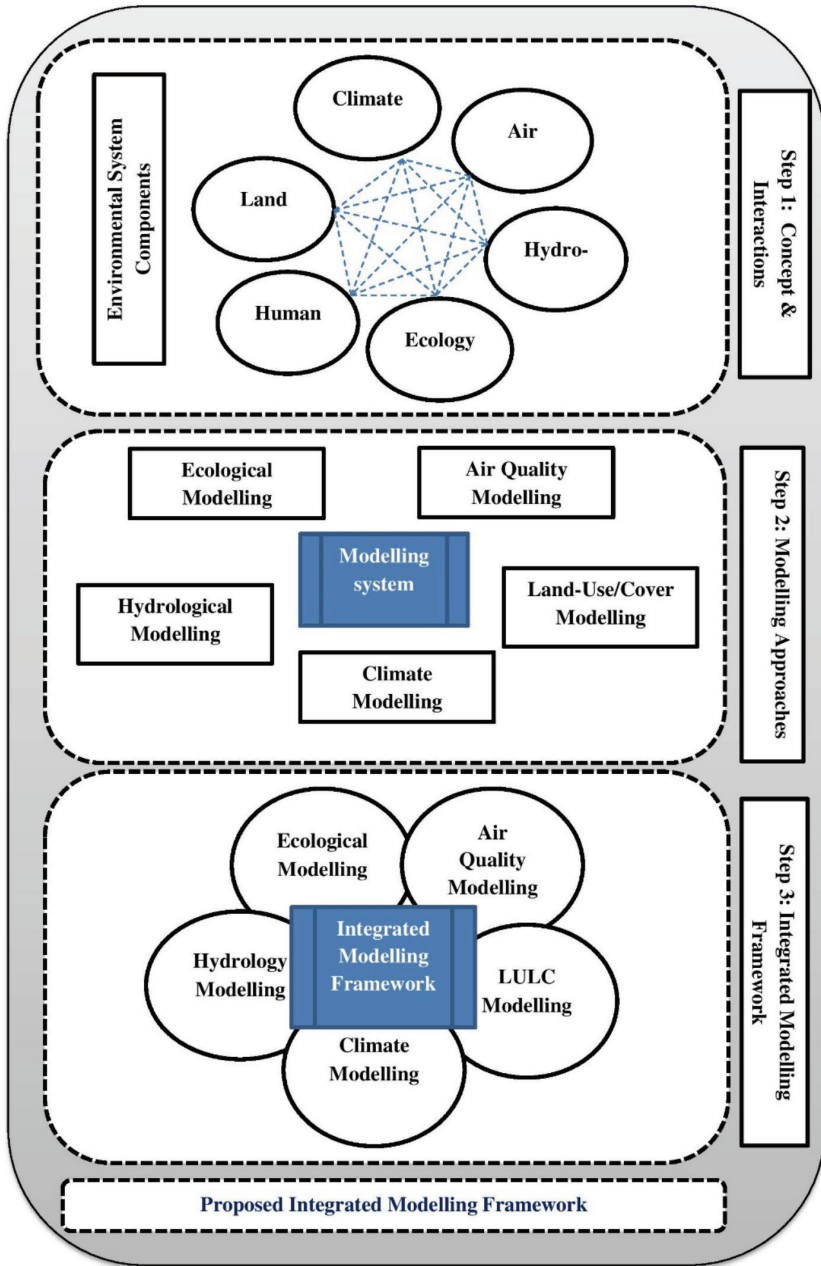 Environmental System
Components
Climate
Air
Land
Hydro-
Human
Ecology
Step 1: Concept &
Interactions
Ecological
Modelling
Air Quality
Modelling
Modelling
system
Hydrological
Modelling
Land-Use/Cover
Modelling
Climate
Modelling
Step 2: Modelling Approaches
Ecological
Modelling
Air
Quality
Modelling
Integrated
Modelling
Framework
Hydrology
Modelling
LULC
Modelling
Climate
Modelling
Step 3: Integrated Modelling
Framework
Proposed Integrated Modelling Framework